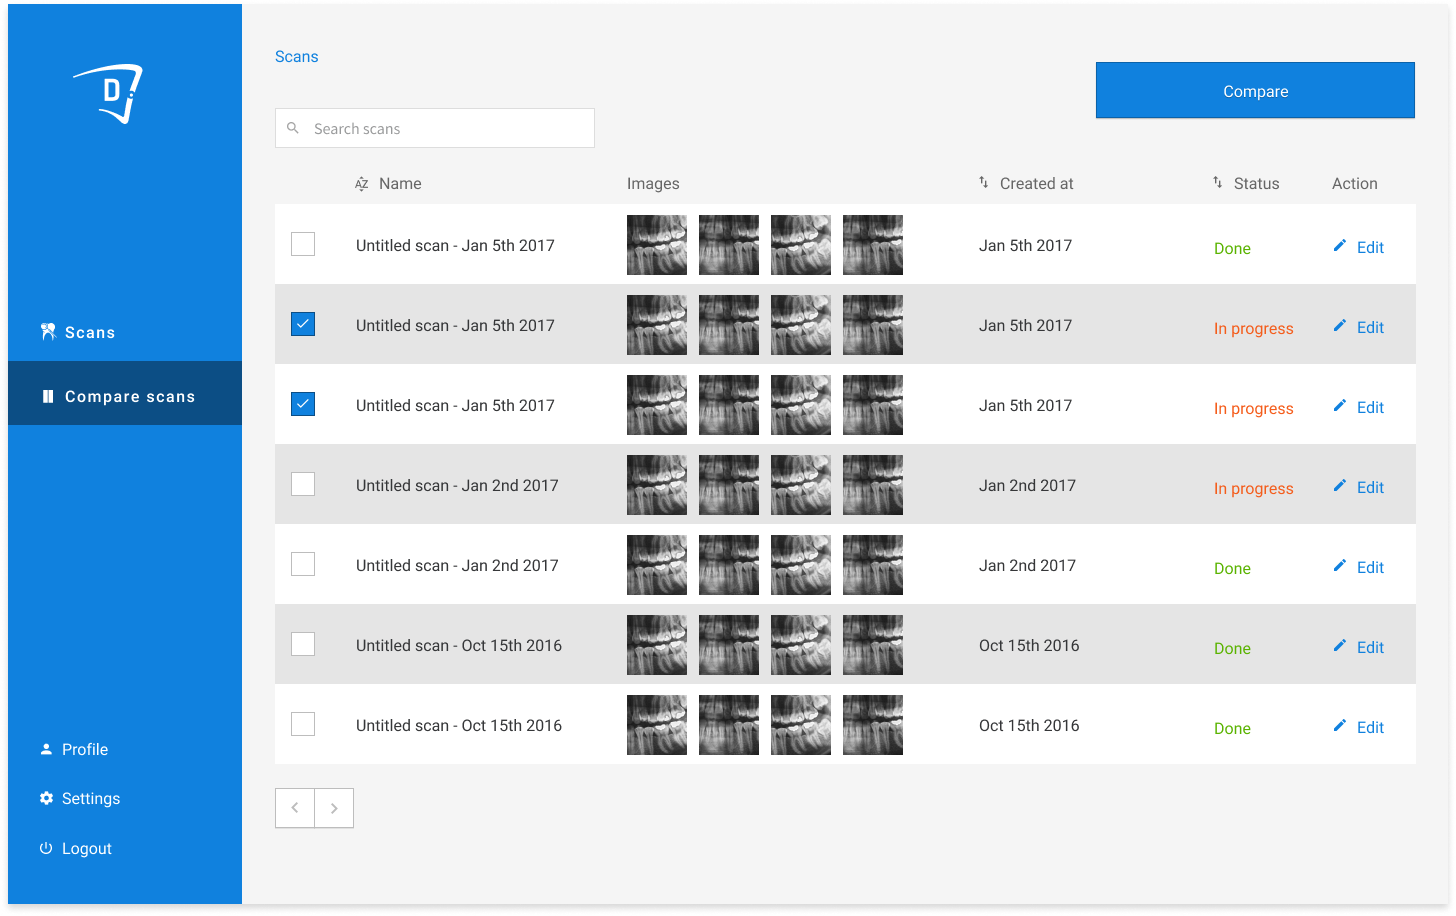 D
Scans
Compare
Search scans
AZ Name Images Created at Status Action
Untitled scan - Jan 5th 2017 Jan 5th 2017 Done Edit
Untitled scan - Jan 5th 2017 Jan 5th 2017 In progress Edit
Untitled scan - Jan 5th 2017 Jan 5th 2017 In progress Edit
Untitled scan - Jan 2nd 2017 Jan 2nd 2017 In progress Edit
Untitled scan - Jan 2nd 2017 Jan 2nd 2017 Done Edit
Untitled scan - Oct 15th 2016 Oct 15th 2016 Done Edit
Untitled scan - Oct 15th 2016 Oct 15th 2016 Done Edit
Scans
Compare scans
Profile
Settings
Logout